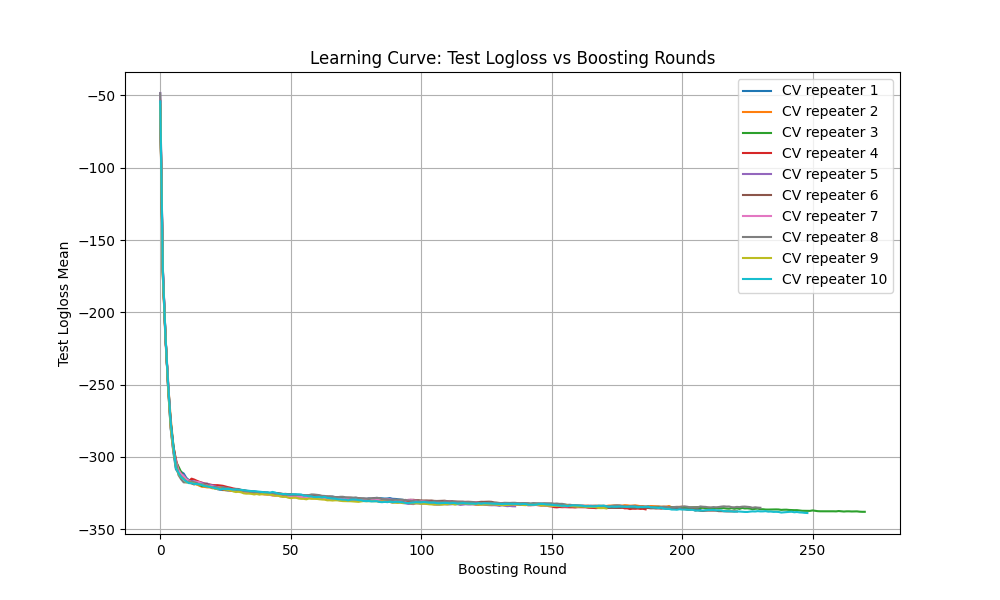 Learning Curve: Test Logloss vs Boosting Rounds
Test Logloss Mean
−50
−100
−150
−200
−250
−300
−350
0 50 100 150 200 250
Boosting Round
CV repeater 1
CV repeater 2
CV repeater 3
CV repeater 4
CV repeater 5
CV repeater 6
CV repeater 7
CV repeater 8
CV repeater 9
CV repeater 10